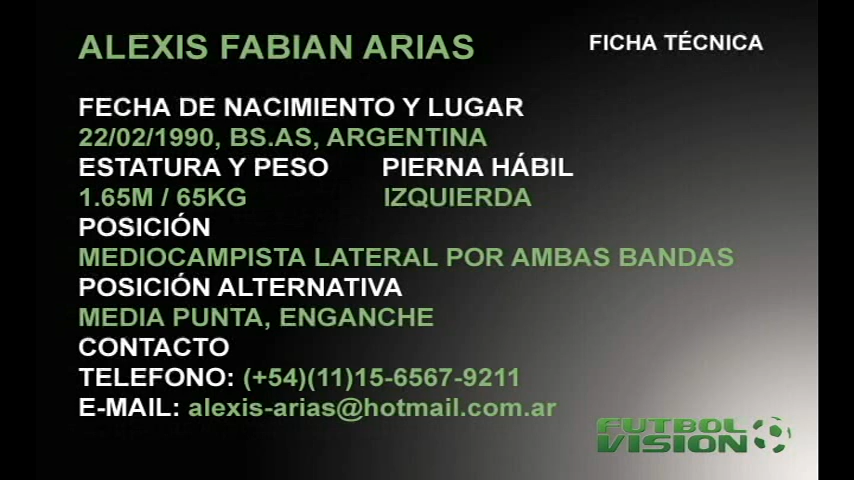 ALEXIS FABIAN ARIAS
FICHA TÉCNICA
FECHA DE NACIMIENTO Y LUGAR
22/02/1990, BS.AS, ARGENTINA
ESTATURA Y PESO PIERNA HÁBIL
1.65M / 65KG IZQUIERDA
POSICIÓN
MEDIOCAMPISTA LATERAL POR AMBAS BANDAS
POSICIÓN ALTERNATIVA
MEDIA PUNTA, ENGANCHE
CONTACTO
TELEFONO: (+54)(11)15-6567-9211
E-MAIL: alexis-arias@hotmail.com.ar
FUTBOL
VISION